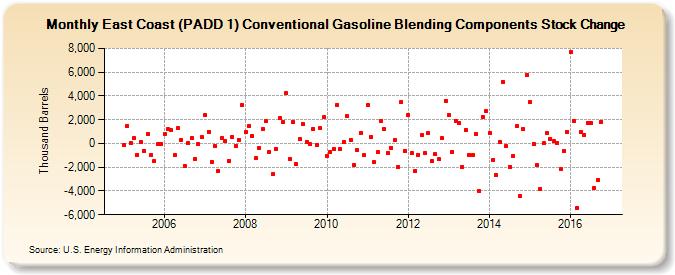 Monthly East Coast (PADD 1) Conventional Gasoline Blending Components Stock Change
Thousand Barrels
8,000
6,000
4,000
2,000
0
-2,000
-4,000
-6,000
2006 2008 2010 2012 2014 2016
Source: U.S. Energy Information Administration